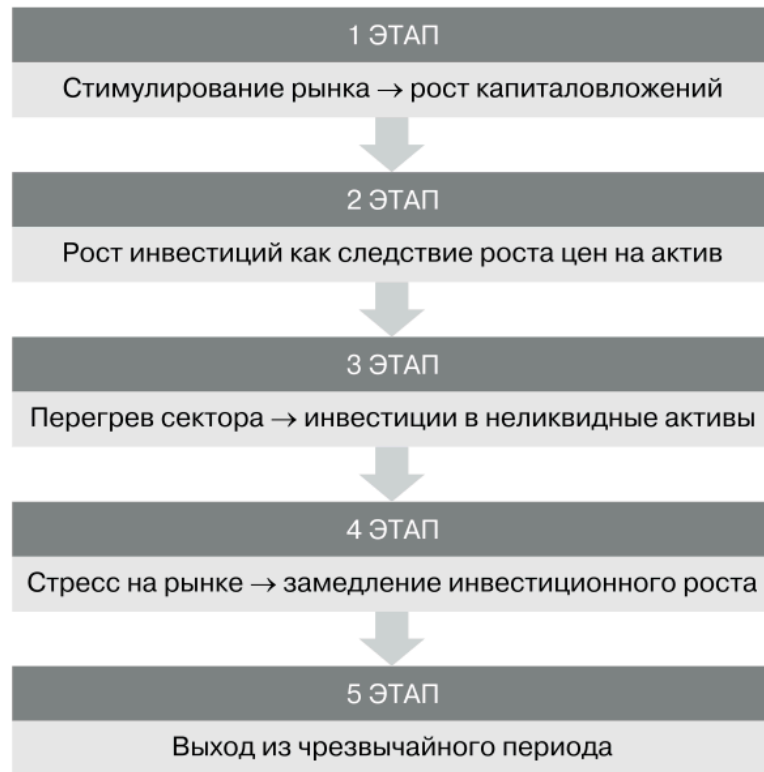 1 ЭТАП
Стимулирование рынка → рост капиталовложений
2 ЭТАП
Рост инвестиций как следствие роста цен на актив
3 ЭТАП
Перегрев сектора → инвестиции в неликвидные активы
4 ЭТАП
Стресс на рынке → замедление инвестиционного роста
5 ЭТАП
Выход из чрезвычайного периода